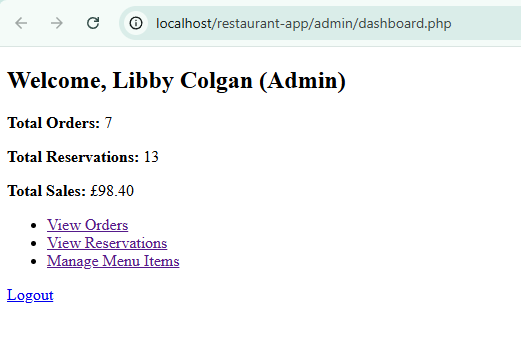 localhost/restaurant-app/admin/dashboard.php
Welcome, Libby Colgan (Admin)
Total Orders: 7
Total Reservations: 13
Total Sales: £98.40
View Orders
View Reservations
Manage Menu Items
Logout